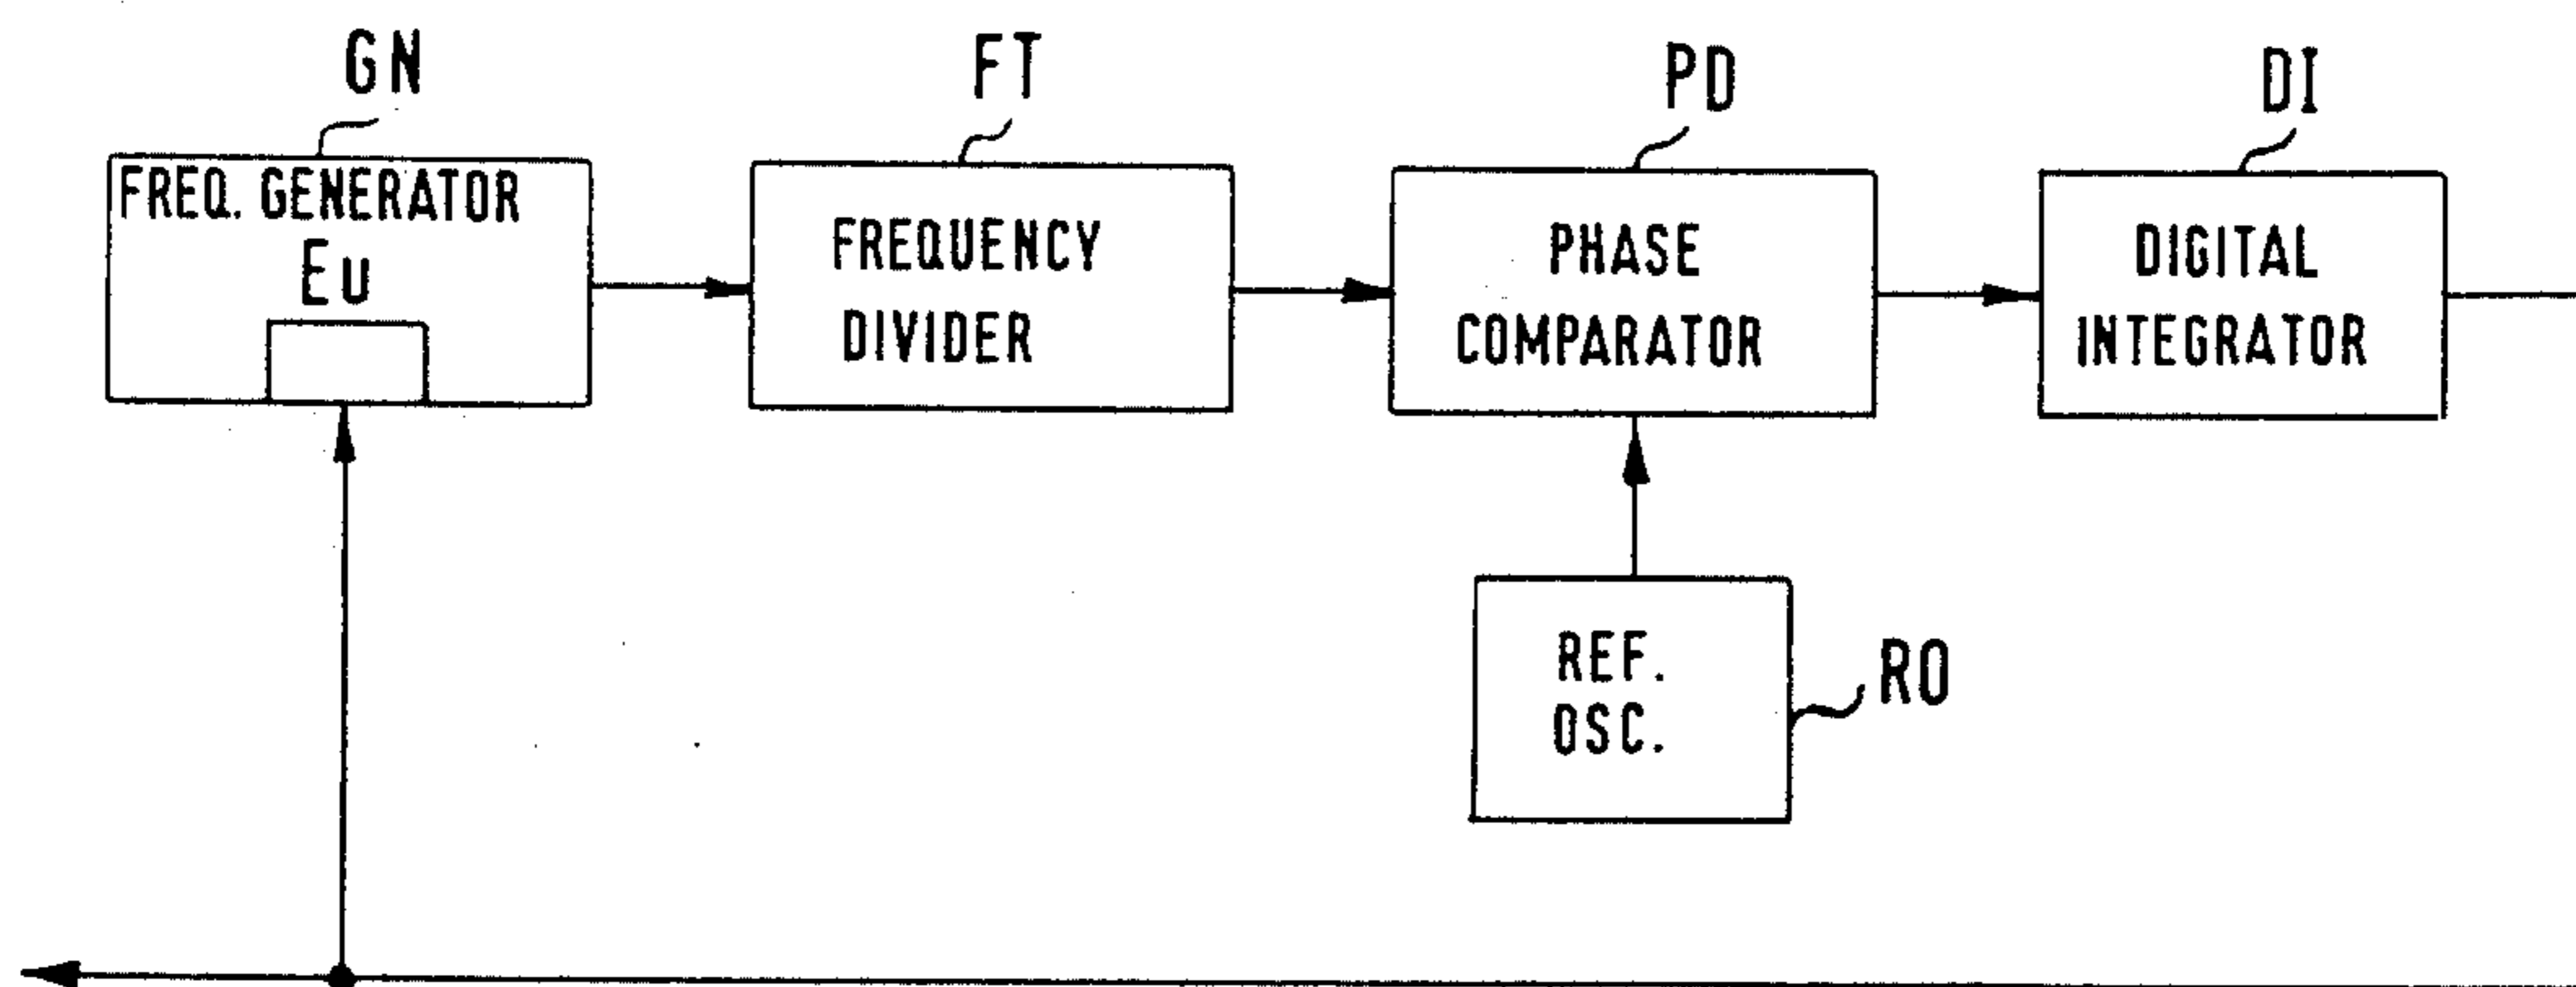 GN
FT
PD
DI
FREQ. GENERATOR
Eu
FREQUENCY
DIVIDER
PHASE
COMPARATOR
DIGITAL
INTEGRATOR
REF.
OSC.
RO